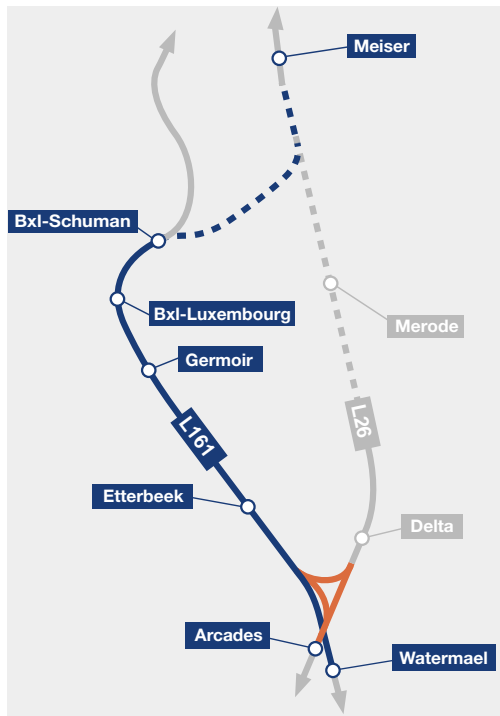 Meiser
Bxl-Schuman
Bxl-Luxembourg
Merode
Germoir
L161
L26
Etterbeek
Delta
Arcades
Watermael